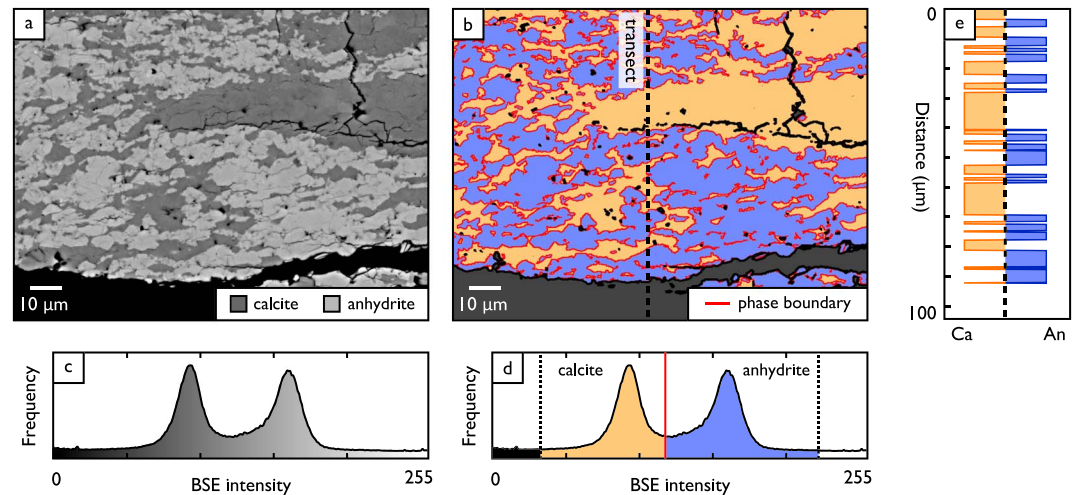 a
10 μm
calcite
anhydrite
b
transect
10 μm
phase boundary
e
0
Distance (μm)
100
Ca
An
c
Frequency
0
BSE intensity
255
d
calcite
anhydrite
Frequency
0
BSE intensity
255